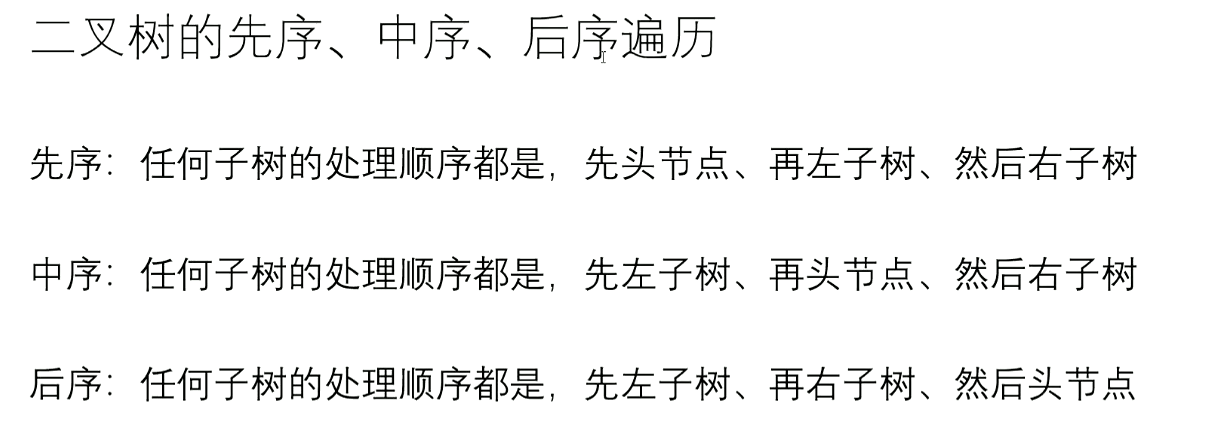 二叉树的先序、中序、后序遍历
先序：任何子树的处理顺序都是，先头节点、再左子树、然后右子树
中序：任何子树的处理顺序都是，先左子树、再头节点、然后右子树
后序：任何子树的处理顺序都是，先左子树、再右子树、然后头节点